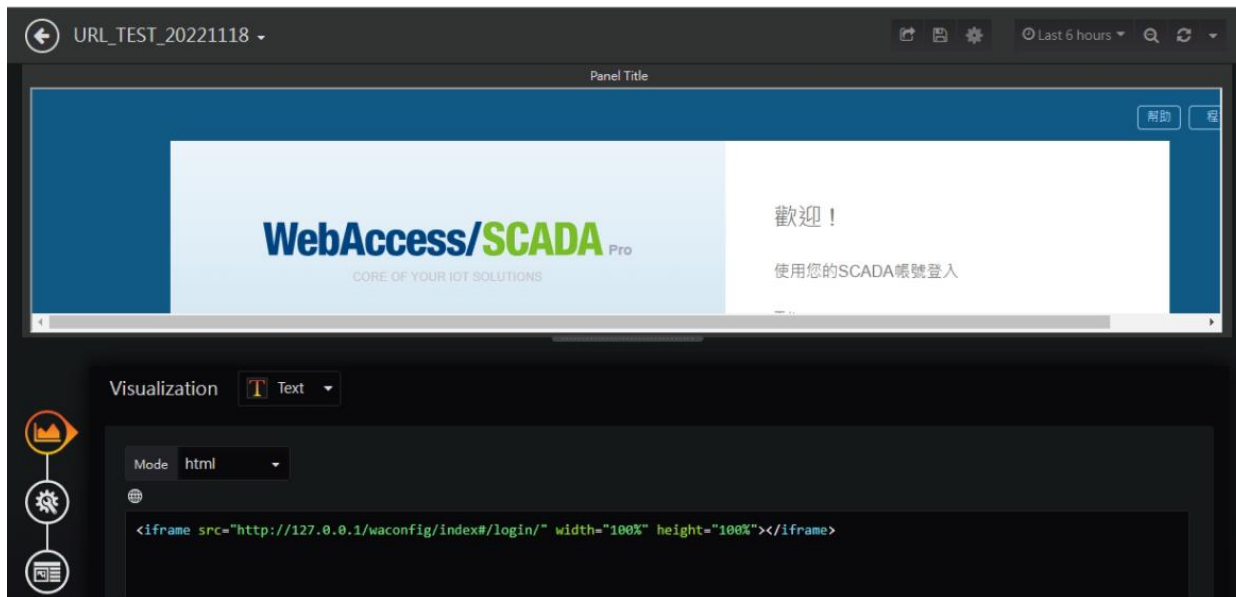 URL_TEST_20221118
Last 6 hours
Panel Title
幫助
程
WebAccess/SCADA Pro
CORE OF YOUR IOT SOLUTIONS
歡迎！
使用您的SCADA帳號登入
Visualization
T Text
Mode html
<iframe src="http://127.0.0.1/waconfig/index#/login/" width="100%" height="100%"></iframe>